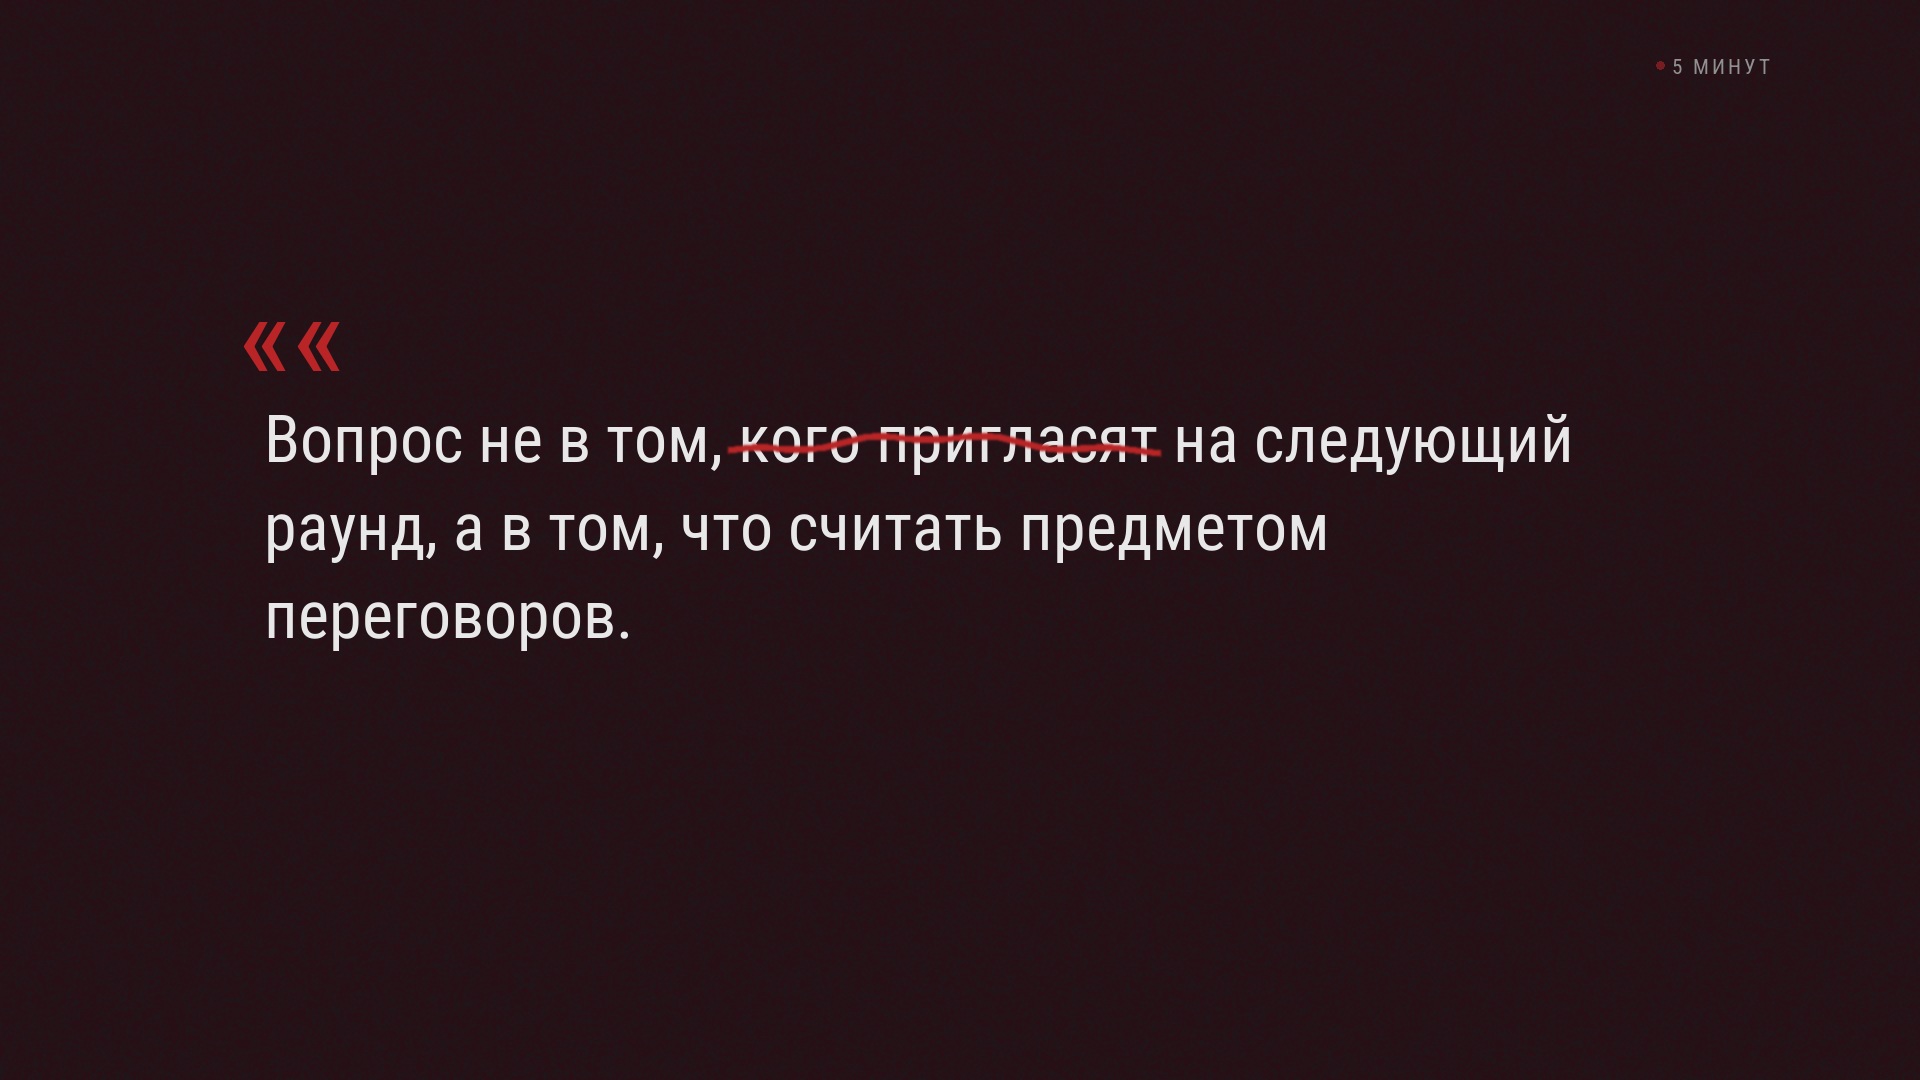 5 МИНУТ
««
Вопрос не в том, кого пригласят на следующий
раунд, а в том, что считать предметом
переговоров.